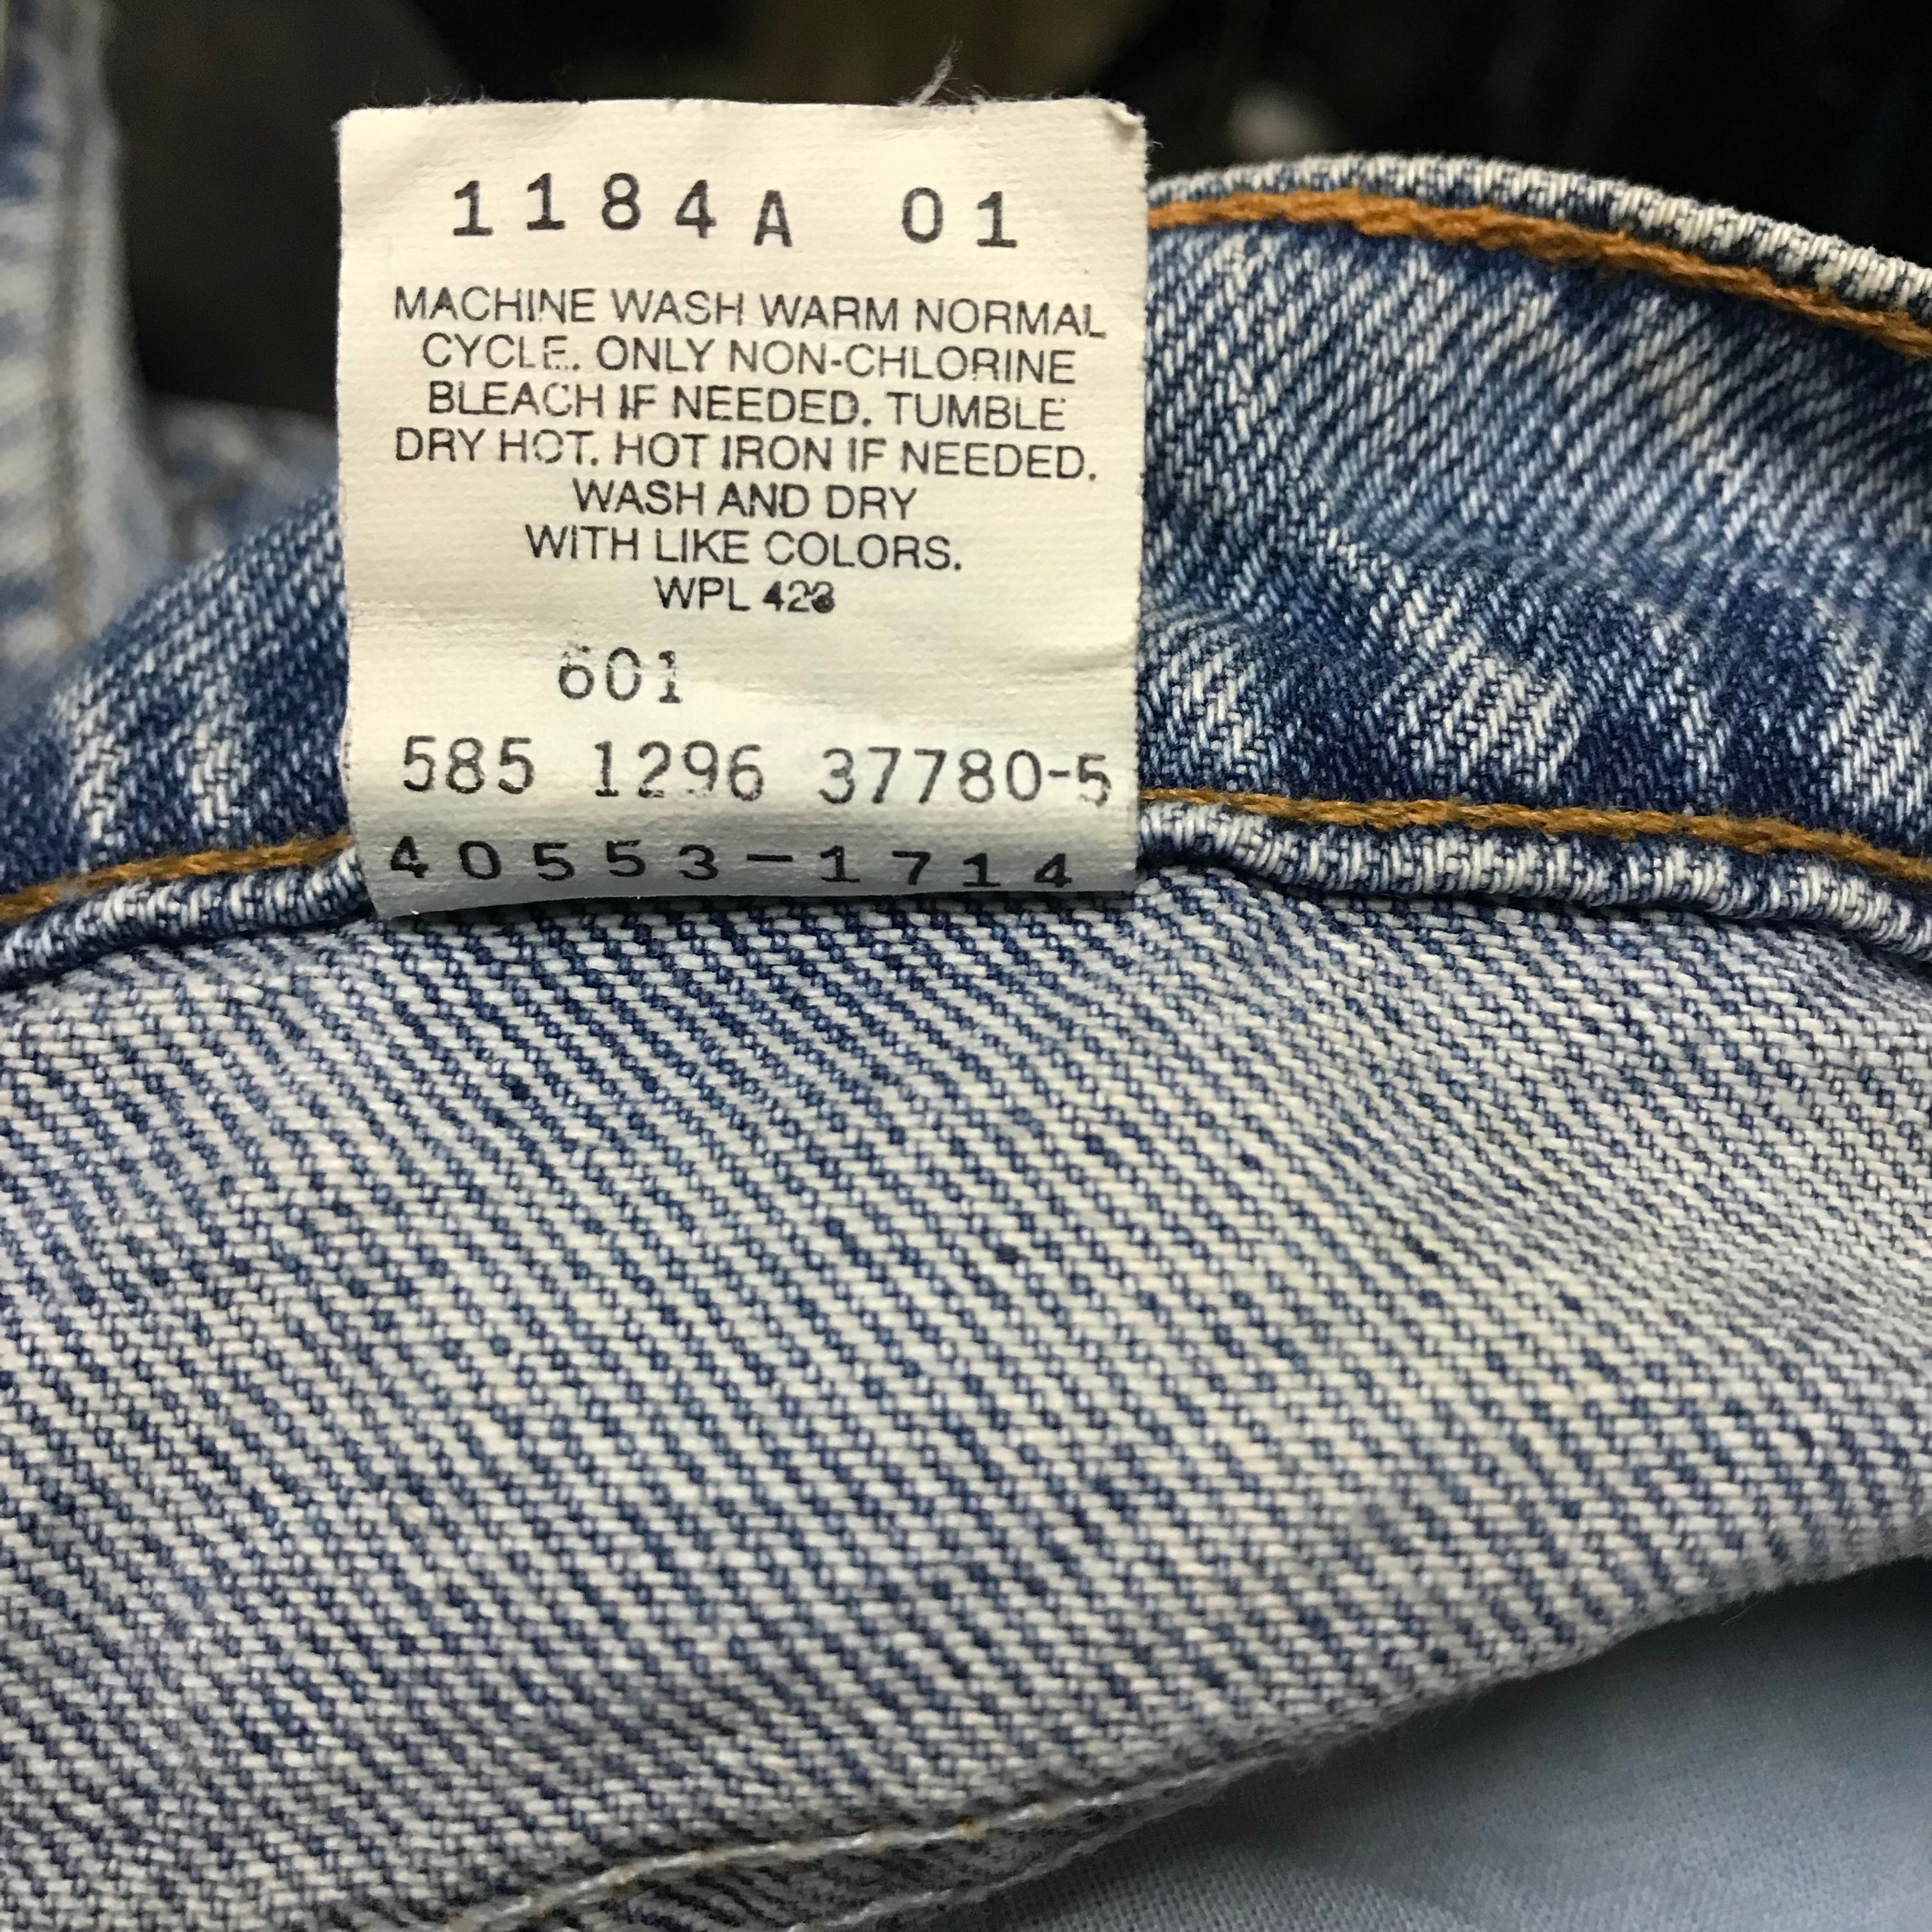 1184A 01
MACHINE WASH WARM NORMAL
CYCLE. ONLY NON-CHLORINE
BLEACH IF NEEDED. TUMBLE
DRY HOT. HOT IRON IF NEEDED.
WASH AND DRY
WITH LIKE COLORS.
WPL 423
601
585 1296 37780-5
40553-1714